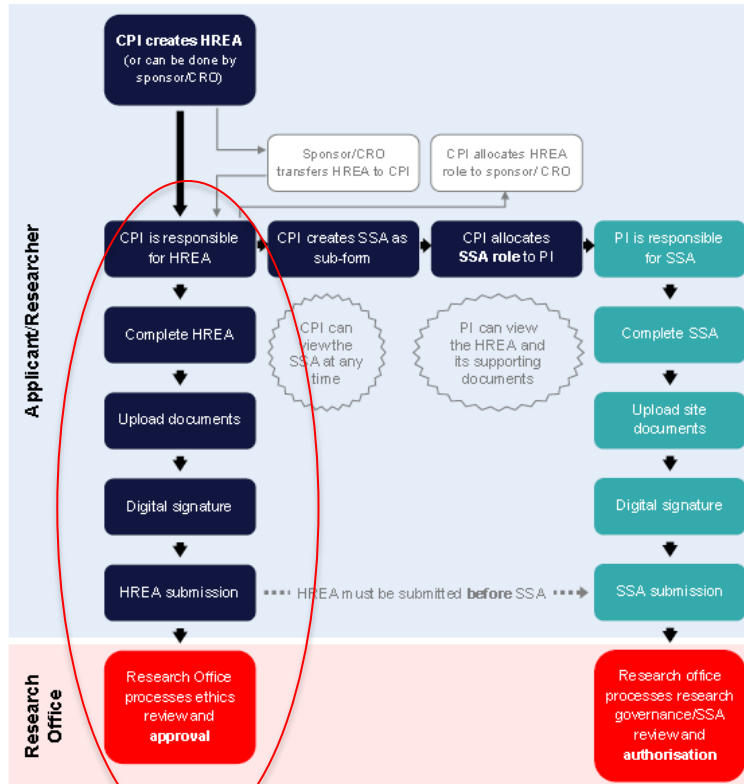 CPI creates HREA
(or can be done by
sponsor/CRO)
Sponsor/CRO
transfers HREA to CPI
CPI allocates HREA
role to sponsor/ CRO
CPI is responsible
for HREA
CPI creates SSA as
sub-form
CPI allocates
SSA role to PI
PI is responsible
for SSA
Complete HREA
CPI can
view the
SSA at any
time
PI can view
the HREA and
its supporting
documents
Complete SSA
Upload documents
Upload site
documents
Digital signature
Digital signature
HREA submission
HREA must be submitted before SSA
SSA submission
Applicant/Researcher
Research Office
processes ethics
review and
approval
Research office
processes research
governance/SSA
review and
authorisation
Research
Office